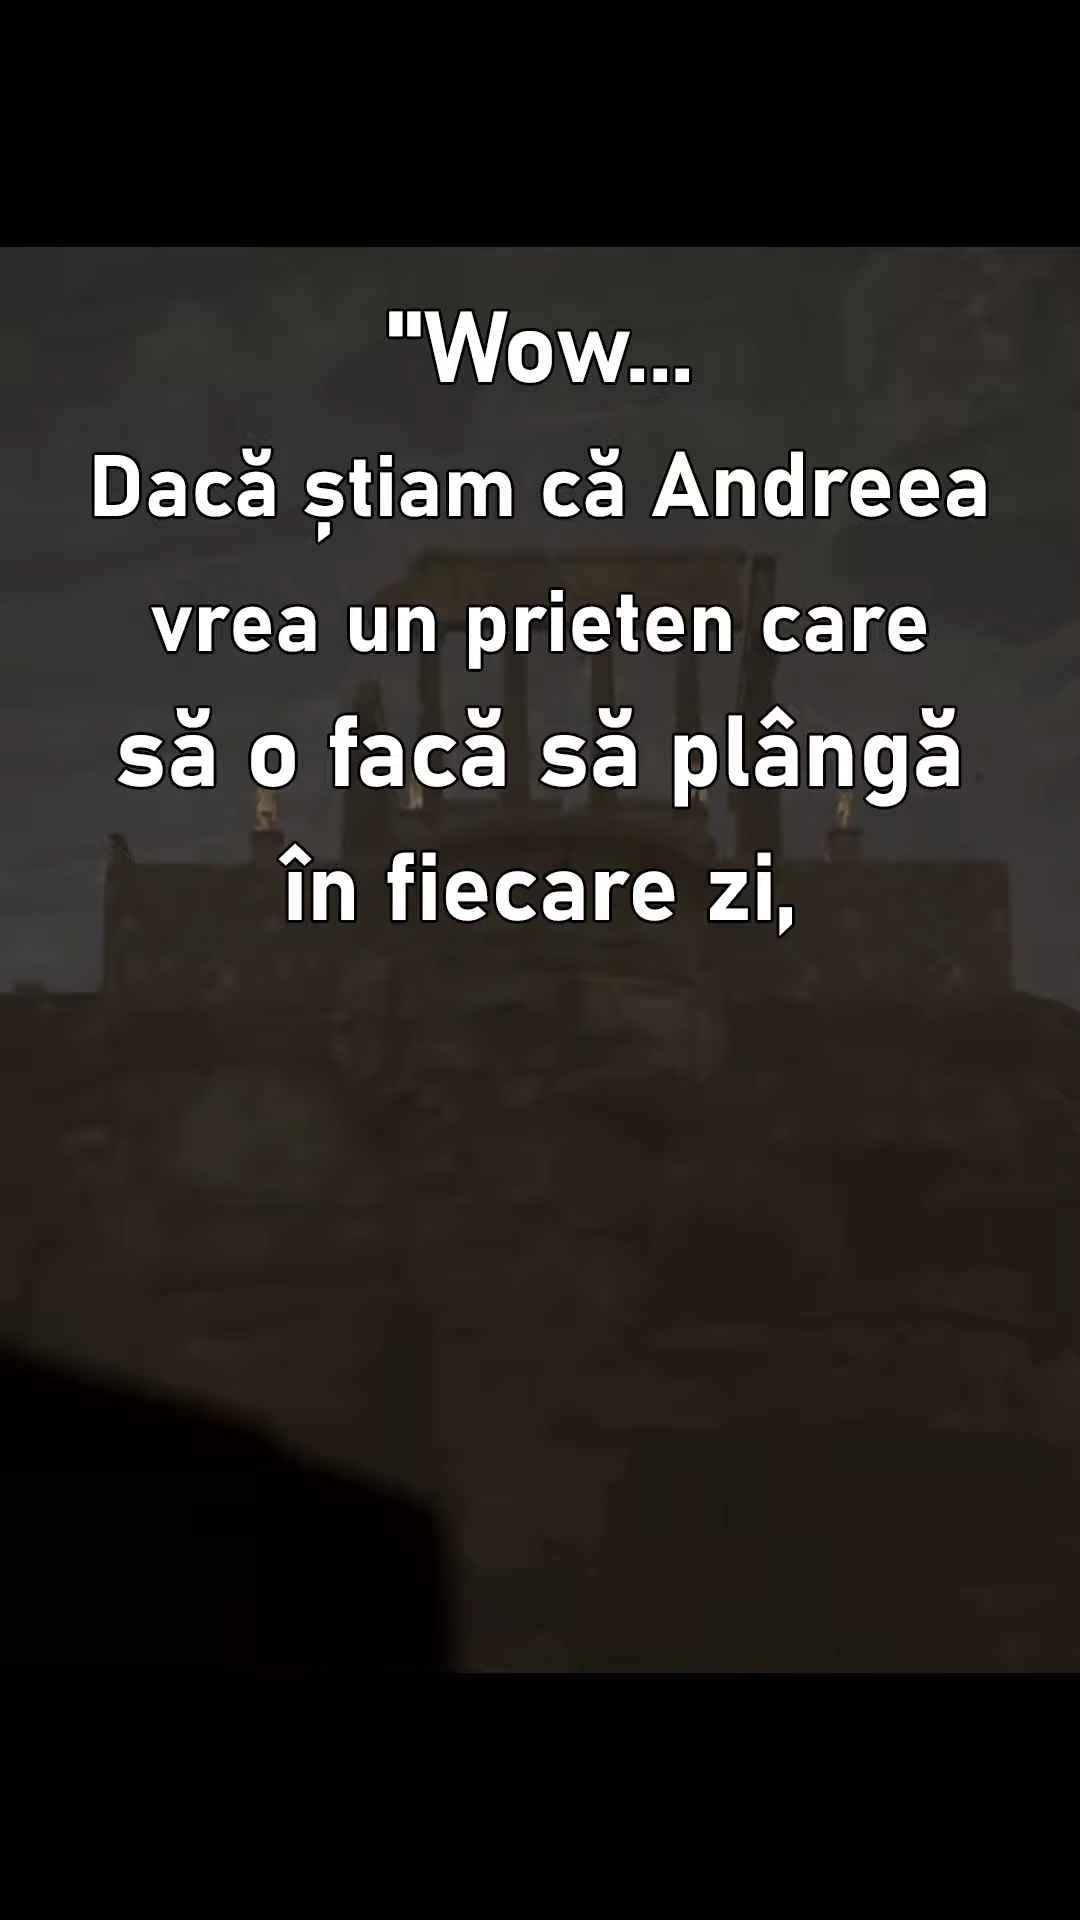 "Wow...
Dacă știam că Andreea
vrea un prieten care
să o facă să plângă
în fiecare zi,